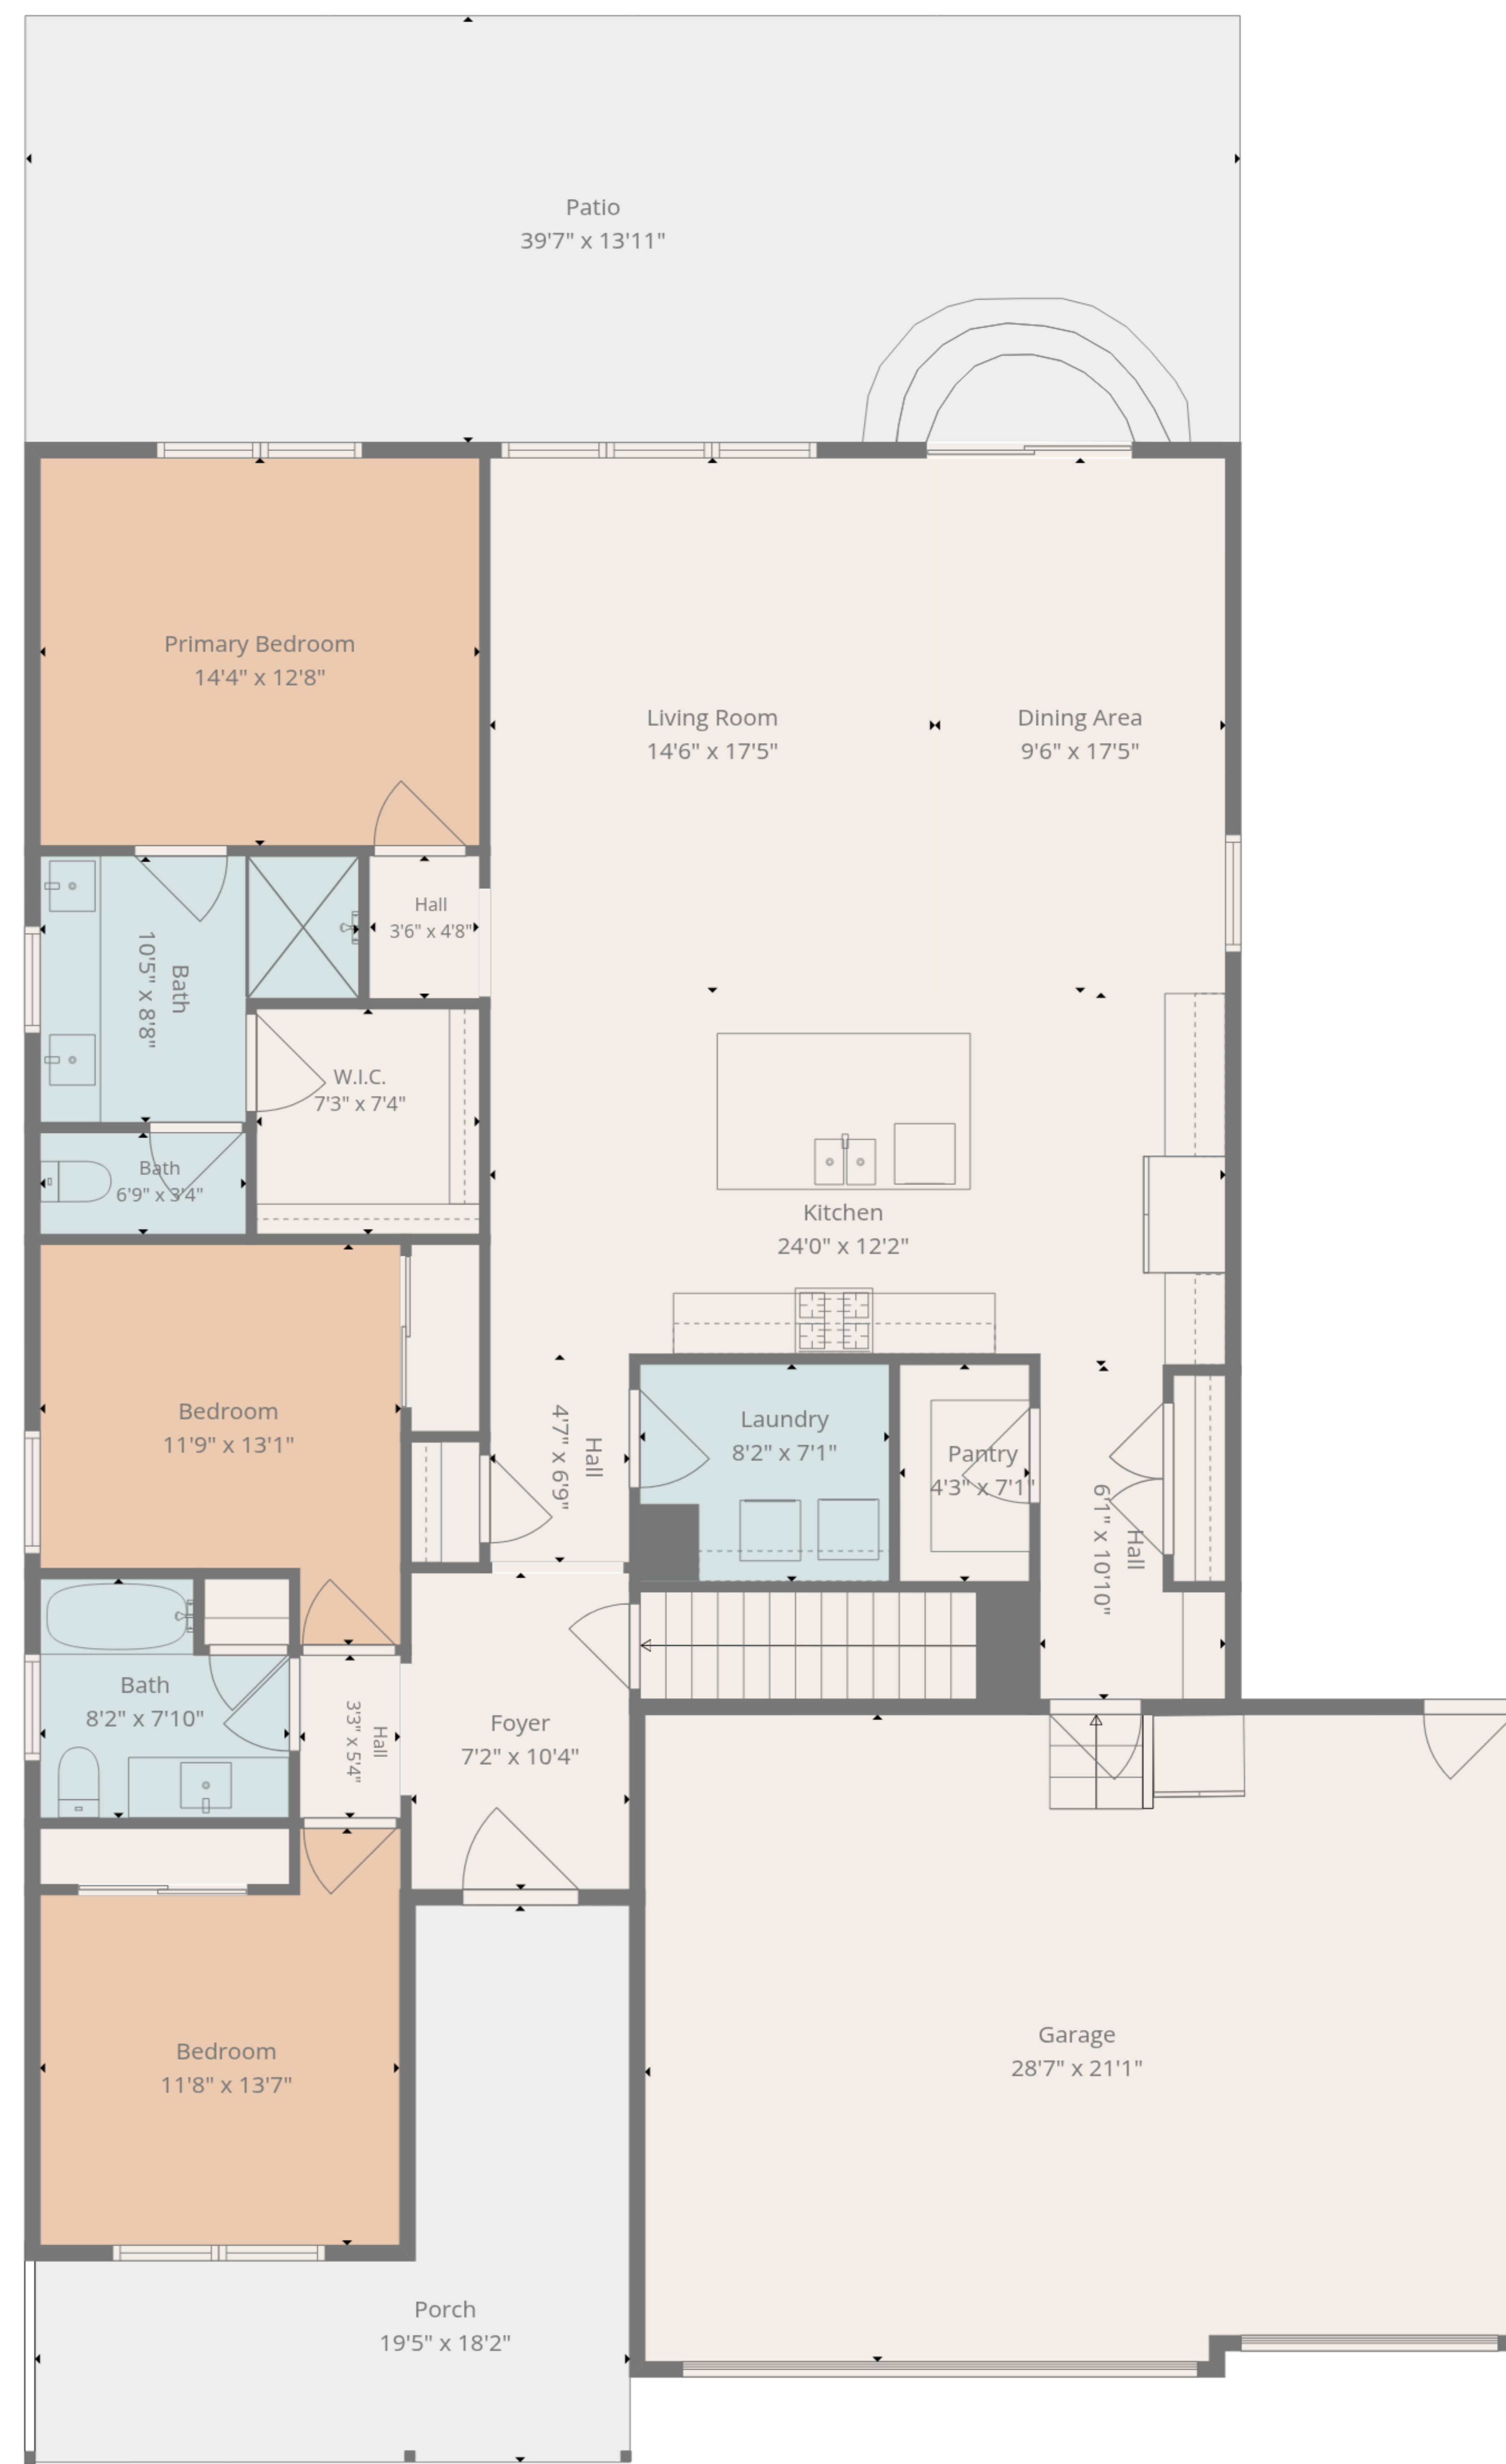 Patio
39'7" x 13'11"
Primary Bedroom
14'4" x 12'8"
Living Room
14'6" x 17'5"
Dining Area
9'6" x 17'5"
Hall
3'6" x 4'8"
Bath
10'5" x 8'8"
W.I.C.
7'3" x 7'4"
Bath
6'9" x 3'4"
Kitchen
24'0" x 12'2"
Bedroom
11'9" x 13'1"
Hall
4'7" x 6'9"
Laundry
8'2" x 7'1"
Pantry
4'3" x 7'1"
Hall
6'1" x 10'10"
Bath
8'2" x 7'10"
Hall
3'3" x 5'4"
Foyer
7'2" x 10'4"
Bedroom
11'8" x 13'7"
Garage
28'7" x 21'1"
Porch
19'5" x 18'2"